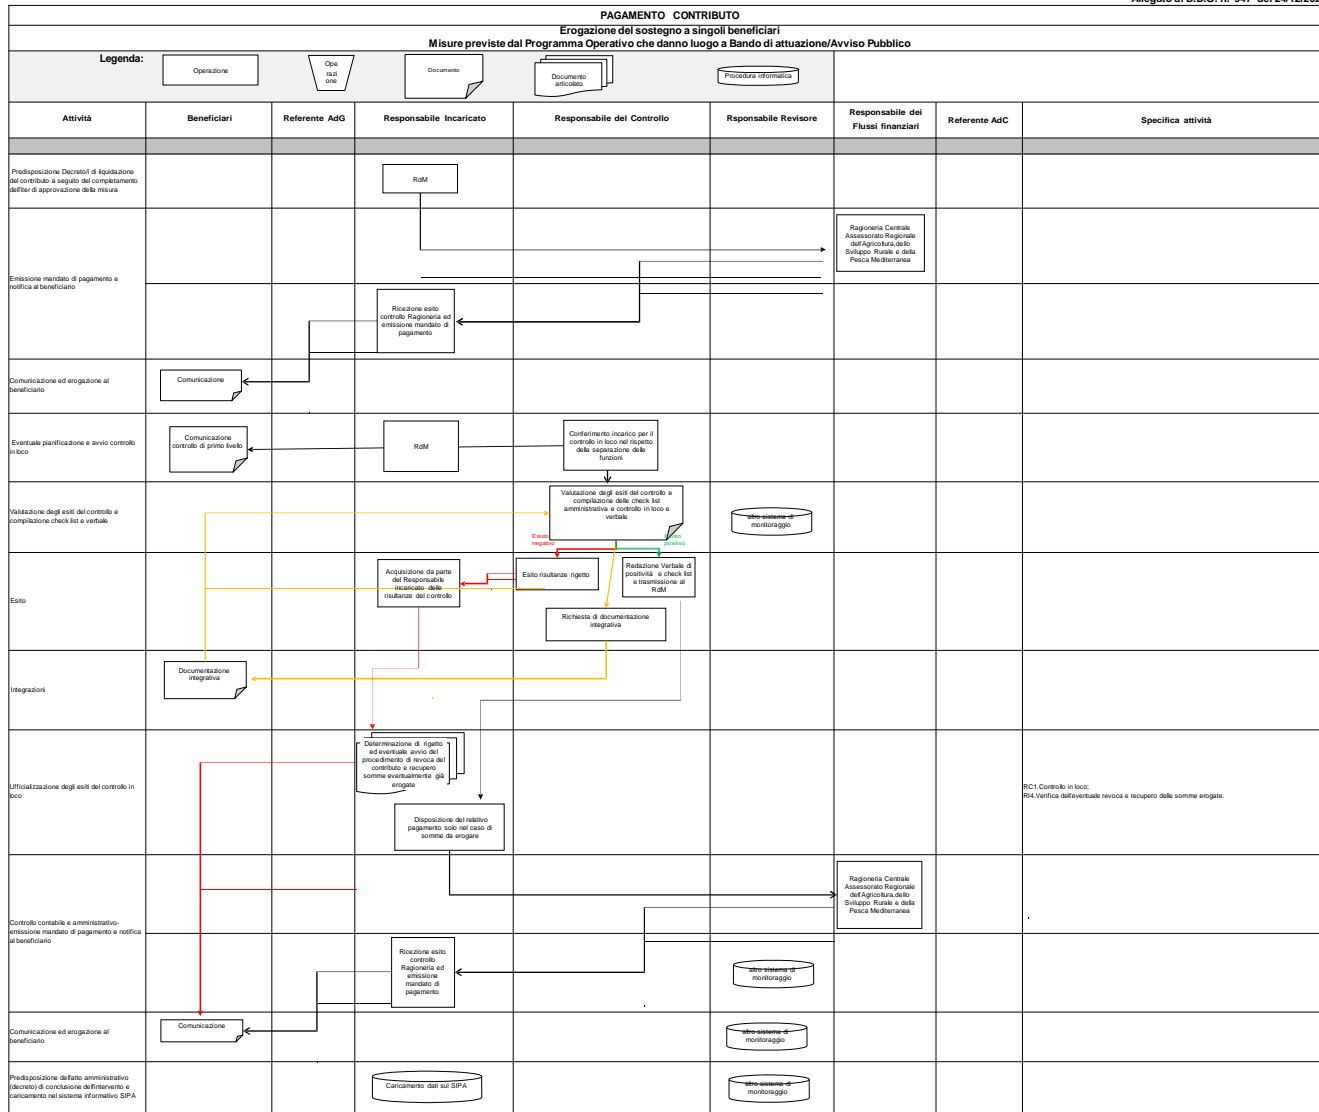 Allegato al D.D.G. n. 947 del 24/12/202
PAGAMENTO CONTRIBUTO
Erogazione del sostegno a singoli beneficiari
Misure previste dal Programma Operativo che danno luogo a Bando di attuazione/Avviso Pubblico
Legenda:
Operazione
Ope
razi
one
Documento
Documento
articolato
Procedura informatica
Attività
Beneficiari
Referente AdG
Responsabile Incaricato
Responsabile del Controllo
Rsponsabile Revisore
Responsabile dei
Flussi finanziari
Referente AdC
Specifica attività
Predisposizione Decreto/i di liquidazione
del contributo a seguito del completamento
dell'iter di approvazione della misura
RdM
Emissione mandato di pagamento e
notifica al beneficiario
Ragioneria Centrale
Assessorato Regionale
dell'Agricoltura,dello
Sviluppo Rurale e della
Pesca Mediterranea
Ricezione esito
controllo Ragioneria ed
emissione mandato di
pagamento
Comunicazione ed erogazione al
beneficiario
Comunicazione
Eventuale pianificazione e avvio controllo
in loco
Comunicazione
controllo di primo livello
RdM
Conferimento incarico per il
controllo in loco nel rispetto
della separazione delle
funzioni
Valutazione degli esiti del controllo e
compilazione check list e verbale
Valutazione degli esiti del controllo e
compilazione delle check list
amministrativa e controllo in loco e
verbale
altro sistema di
monitoraggio
Esisto
negativo
positivo
Esito
Acquisizione da parte
del Responsabile
incaricato delle
risultanze del controllo
Esito risultanze rigetto
Redazione Verbale di
positività e check list
e trasmissione al
RdM
Richiesta di documentazione
integrativa
Integrazioni
Documentazione
integrativa
Ufficializzazione degli esiti del controllo in
loco
Determinazione di rigetto
ed eventuale avvio del
procedimento di revoca del
contributo e recupero
somme eventualmente già
erogate
RC1.Controllo in loco;
RI4.Verifica dell'eventuale revoca e recupero delle somme erogate.
Disposizione del relativo
pagamento solo nel caso di
somme da erogare
Controllo contabile e amministrativo-
emissione mandato di pagamento e notifica
al beneficiario
Ragioneria Centrale
Assessorato Regionale
dell'Agricoltura,dello
Sviluppo Rurale e della
Pesca Mediterranea
Ricezione esito
controllo
Ragioneria ed
emissione
mandato di
pagamento
altro sistema di
monitoraggio
Comunicazione ed erogazione al
beneficiario
Comunicazione
altro sistema di
monitoraggio
Predisposizione dell'atto amministrativo
(decreto) di conclusione dell'intervento e
caricamento nel sistema informativo SIPA
Caricamento dati sul SIPA
altro sistema di
monitoraggio